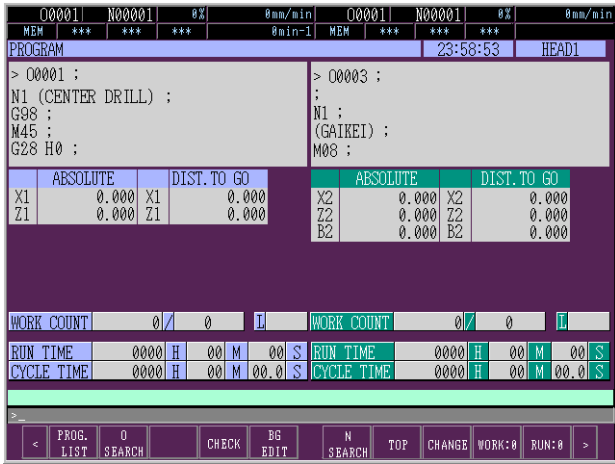 O0001 N00001 0% 0mm/min O0001 N00001 0% 0mm/min
MEM *** *** *** 0min-1 MEM *** *** ***
PROGRAM 23:58:53 HEAD1
> O0001 ; > O0003 ;
N1 (CENTER DRILL) ; ;
G98 ; N1 ;
M45 ; (GAIKEI) ;
G28 H0 ; M08 ;
ABSOLUTE DIST.TO GO ABSOLUTE DIST.TO GO
X1 0.000 X1 0.000 X2 0.000 X2 0.000
Z1 0.000 Z1 0.000 Z2 0.000 Z2 0.000
B2 0.000 B2 0.000
WORK COUNT 0 / 0 L WORK COUNT 0 / 0 L
RUN TIME 0000 H 00 M 00 S RUN TIME 0000 H 00 M 00 S
CYCLE TIME 0000 H 00 M 00.0 S CYCLE TIME 0000 H 00 M 00.0 S
>_
< PROG. LIST O SEARCH CHECK BG EDIT N SEARCH TOP CHANGE WORK:0 RUN:0 >